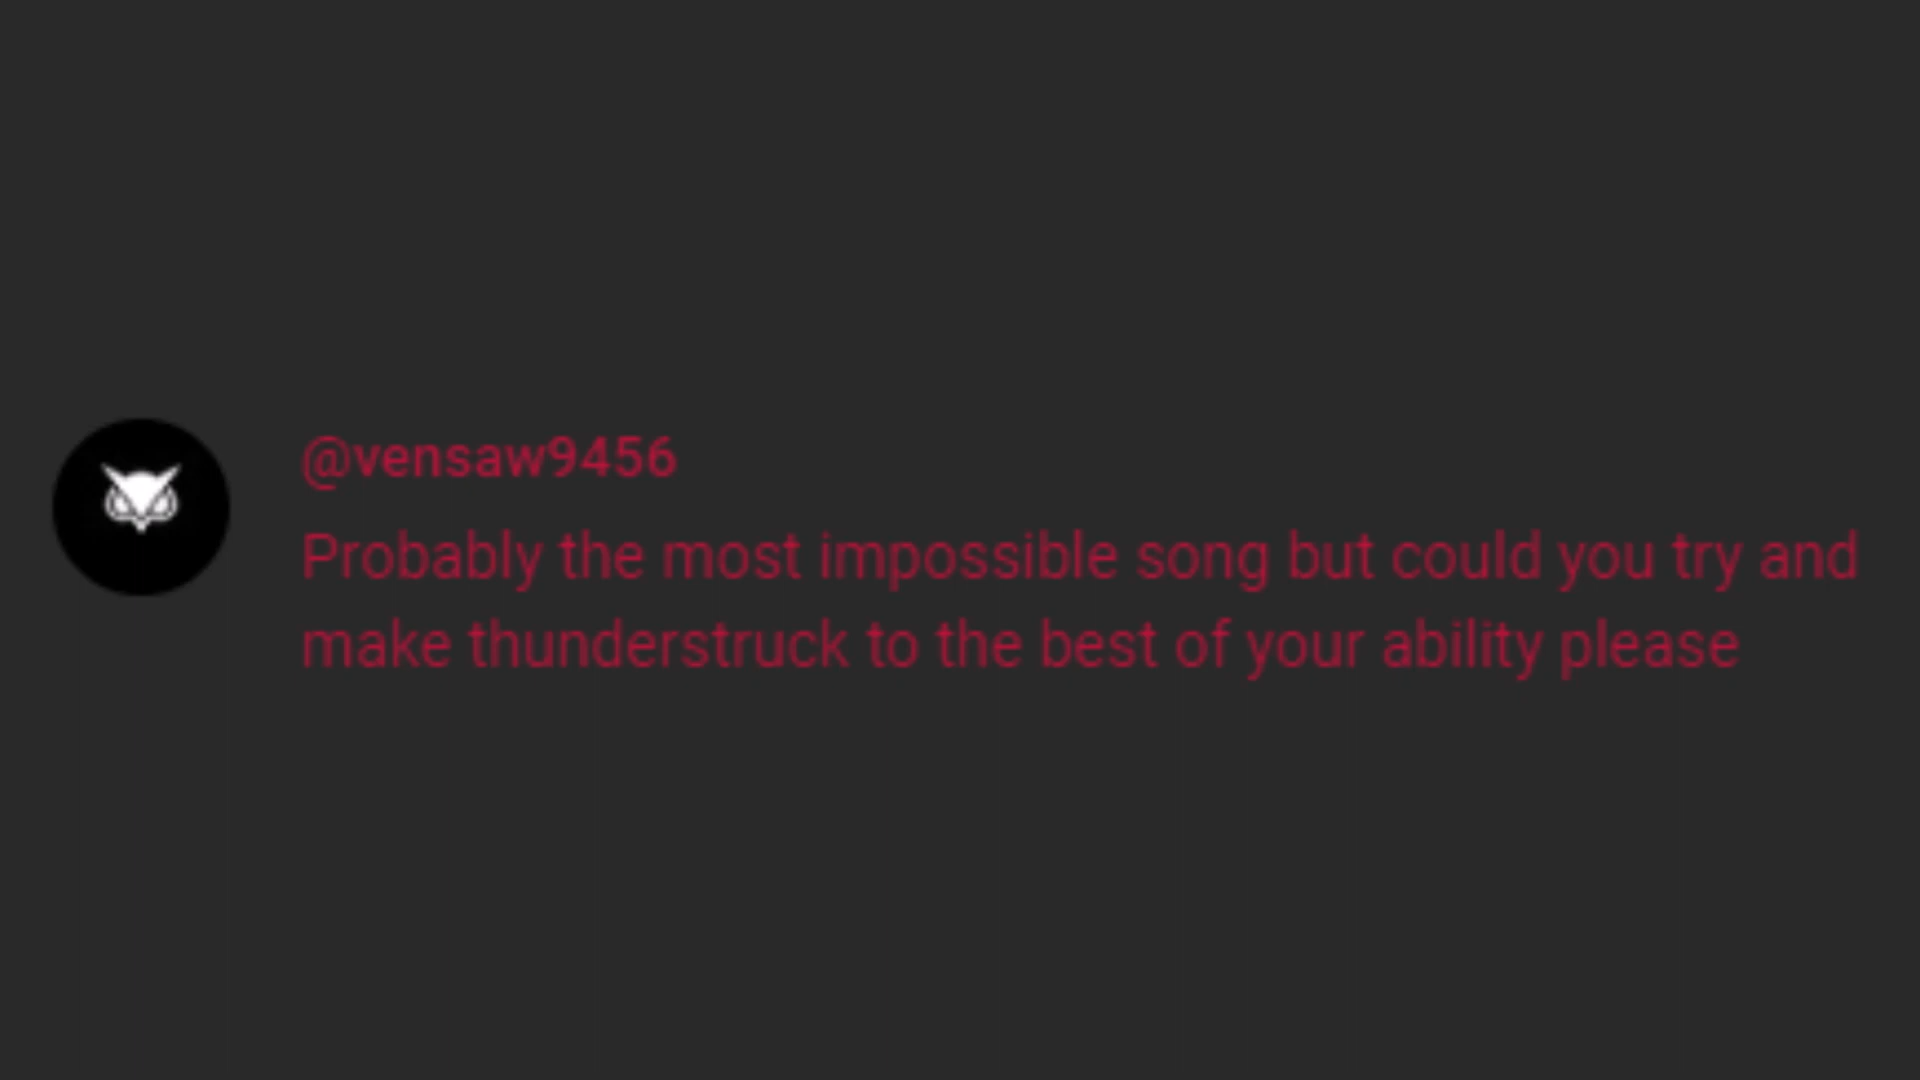 @vensaw9456
Probably the most impossible song but could you try and
make thunderstruck to the best of your ability please